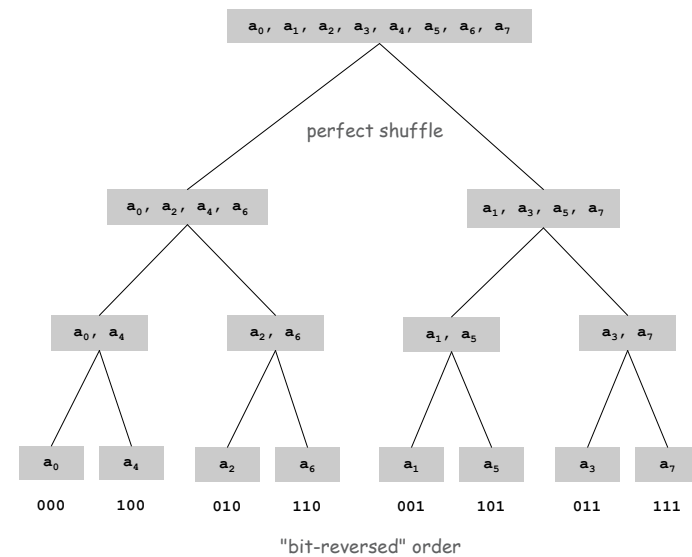 a₀, a₁, a₂, a₃, a₄, a₅, a₆, a₇
perfect shuffle
a₀, a₂, a₄, a₆
a₁, a₃, a₅, a₇
a₀, a₄
a₂, a₆
a₁, a₅
a₃, a₇
a₀
a₄
a₂
a₆
a₁
a₅
a₃
a₇
000
100
010
110
001
101
011
111
"bit-reversed" order